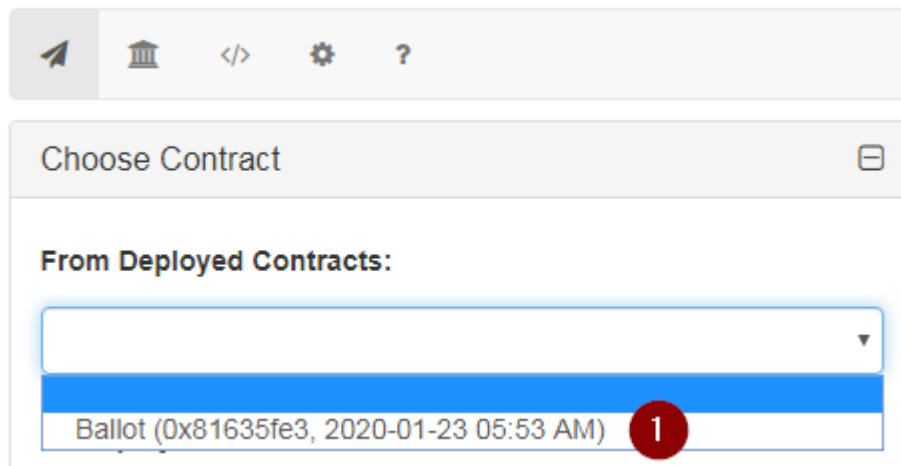 </> ?
Choose Contract
From Deployed Contracts:
Ballot (0x81635fe3, 2020-01-23 05:53 AM) 1